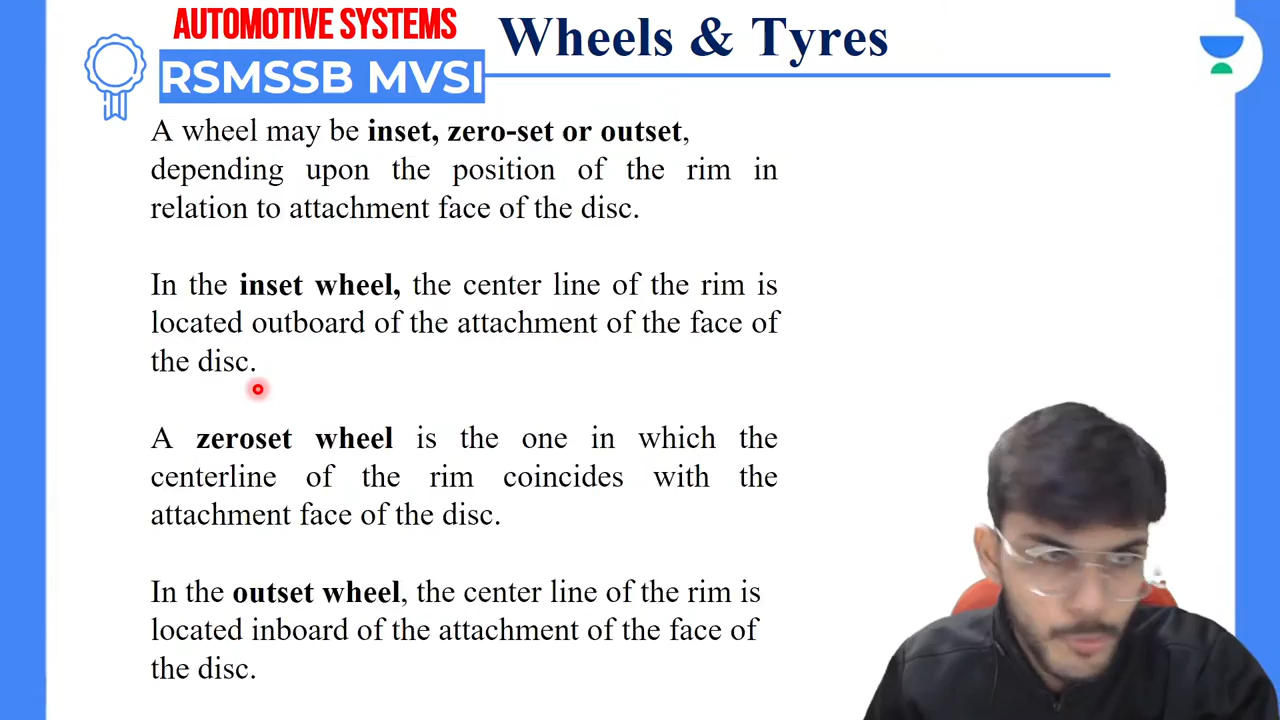 AUTOMOTIVE SYSTEMS
RSMSSB MVSI
Wheels & Tyres
A wheel may be inset, zero-set or outset,
depending upon the position of the rim in
relation to attachment face of the disc.
In the inset wheel, the center line of the rim is
located outboard of the attachment of the face of
the disc.
A zeroset wheel is the one in which the
centerline of the rim coincides with the
attachment face of the disc.
In the outset wheel, the center line of the rim is
located inboard of the attachment of the face of
the disc.